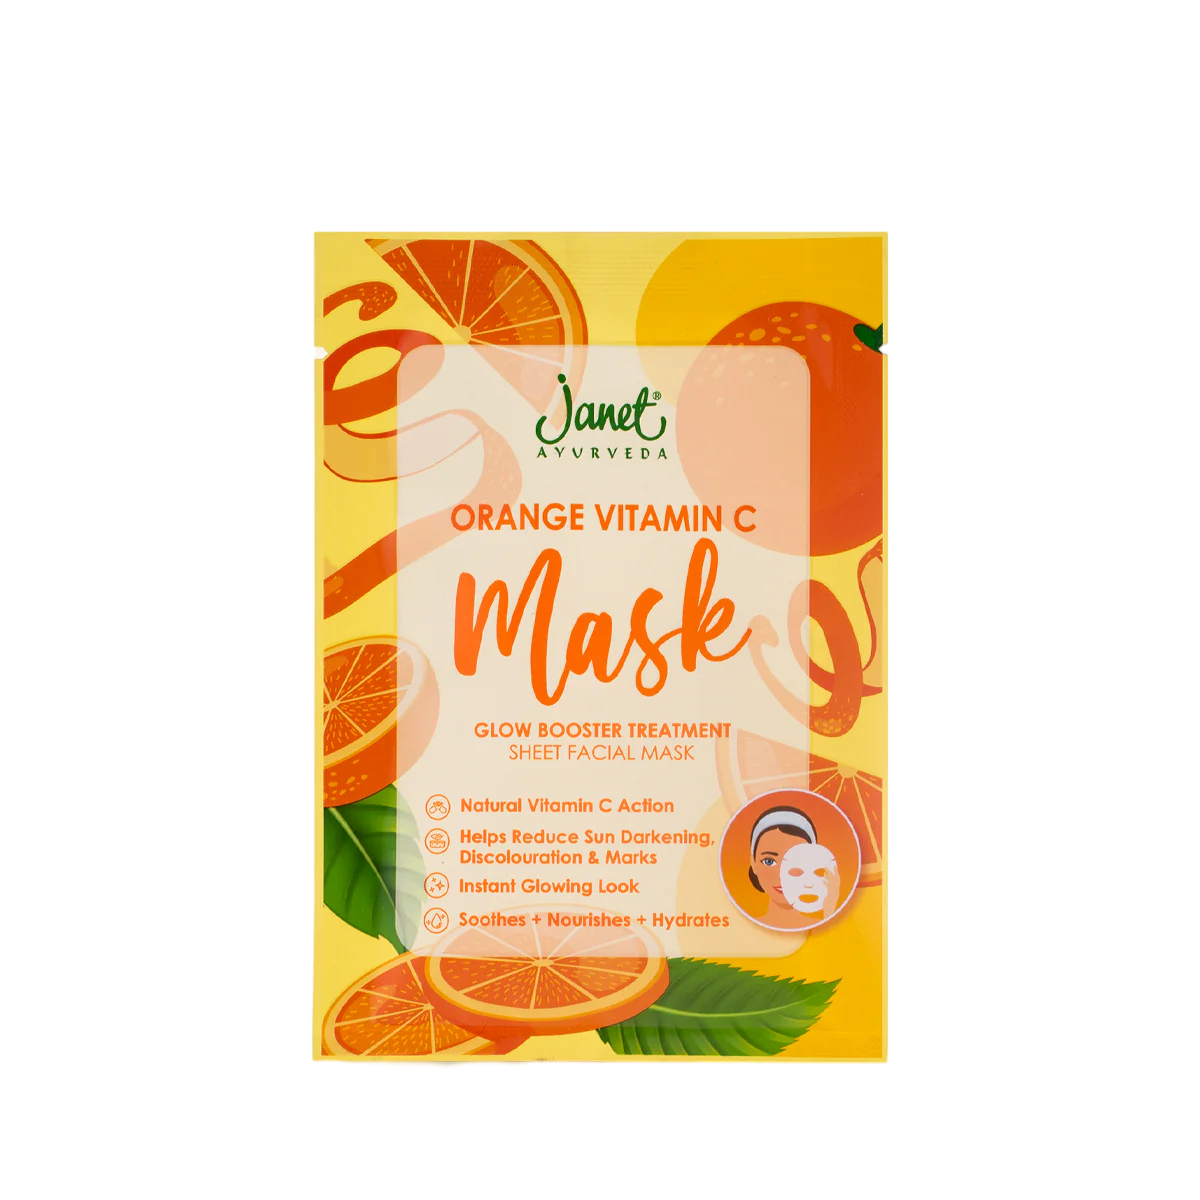 janet®
AYURVEDA
ORANGE VITAMIN C
Mask
GLOW BOOSTER TREATMENT
SHEET FACIAL MASK
Natural Vitamin C Action
Helps Reduce Sun Darkening,
Discolouration & Marks
Instant Glowing Look
Soothes + Nourishes + Hydrates